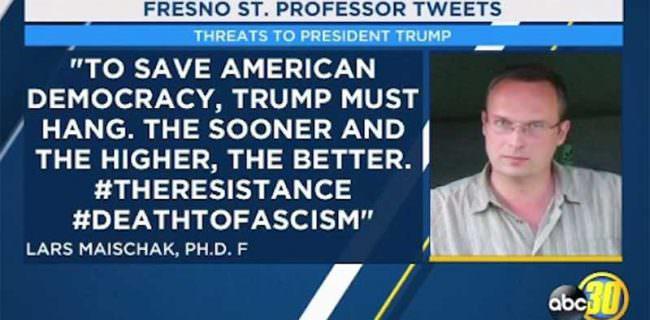 FRESNO ST. PROFESSOR TWEETS
THREATS TO PRESIDENT TRUMP
"TO SAVE AMERICAN
DEMOCRACY, TRUMP MUST
HANG. THE SOONER AND
THE HIGHER, THE BETTER.
#THERESISTANCE
#DEATHTOFASCISM"
LARS MAISCHAK, PH.D. F
abc 30